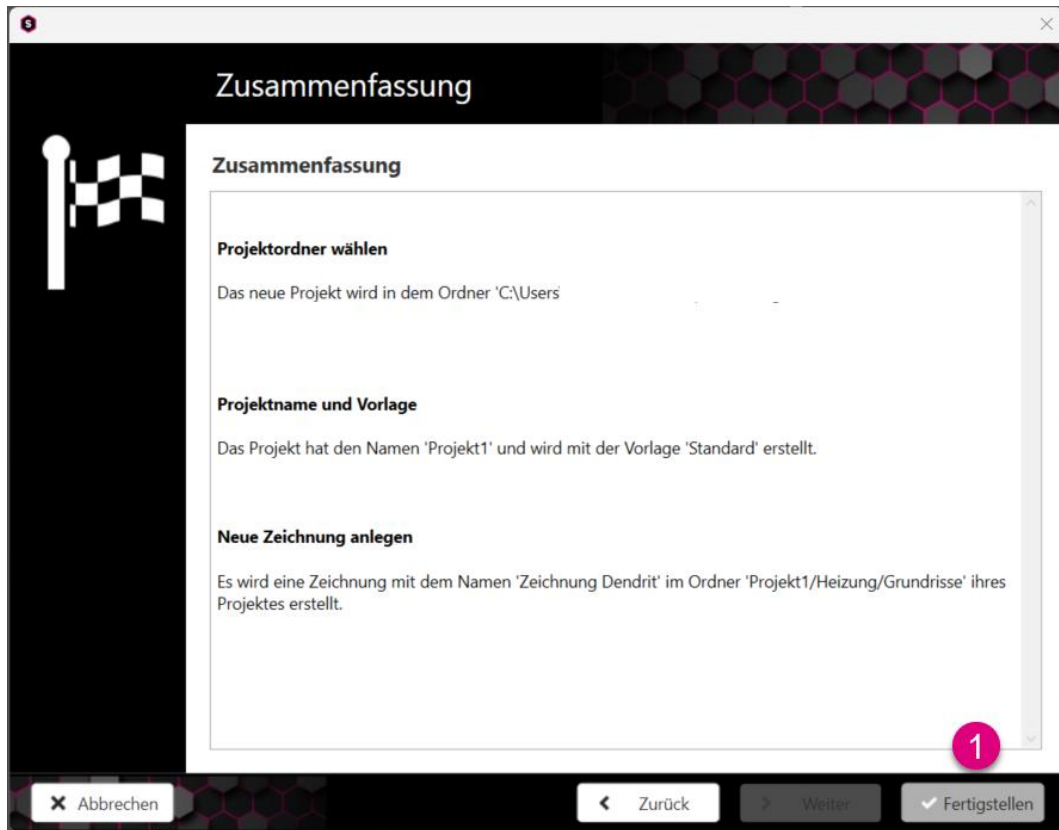 S
Zusammenfassung
Zusammenfassung
Projektordner wählen
Das neue Projekt wird in dem Ordner 'C:\Users'
Projektname und Vorlage
Das Projekt hat den Namen 'Projekt1' und wird mit der Vorlage 'Standard' erstellt.
Neue Zeichnung anlegen
Es wird eine Zeichnung mit dem Namen 'Zeichnung Dendrit' im Ordner 'Projekt1/Heizung/Grundrisse' ihres
Projektes erstellt.
1
Abbrechen
Zurück
Weiter
Fertigstellen